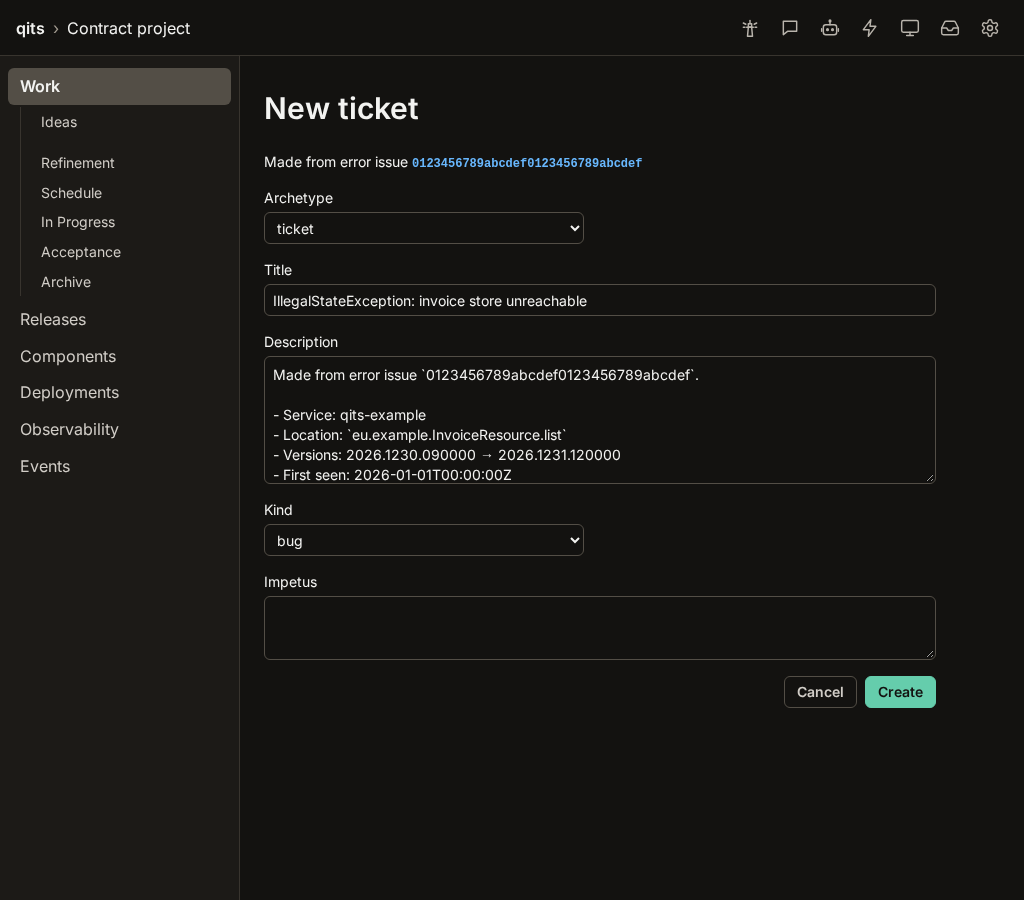 qits › Contract project
Work
Ideas
Refinement
Schedule
In Progress
Acceptance
Archive
Releases
Components
Deployments
Observability
Events
New ticket
Made from error issue 0123456789abcdef0123456789abcdef
Archetype
ticket
Title
IllegalStateException: invoice store unreachable
Description
Made from error issue `0123456789abcdef0123456789abcdef`.
- Service: qits-example
- Location: `eu.example.InvoiceResource.list`
- Versions: 2026.1230.090000 → 2026.1231.120000
- First seen: 2026-01-01T00:00:00Z
Kind
bug
Impetus
Cancel
Create